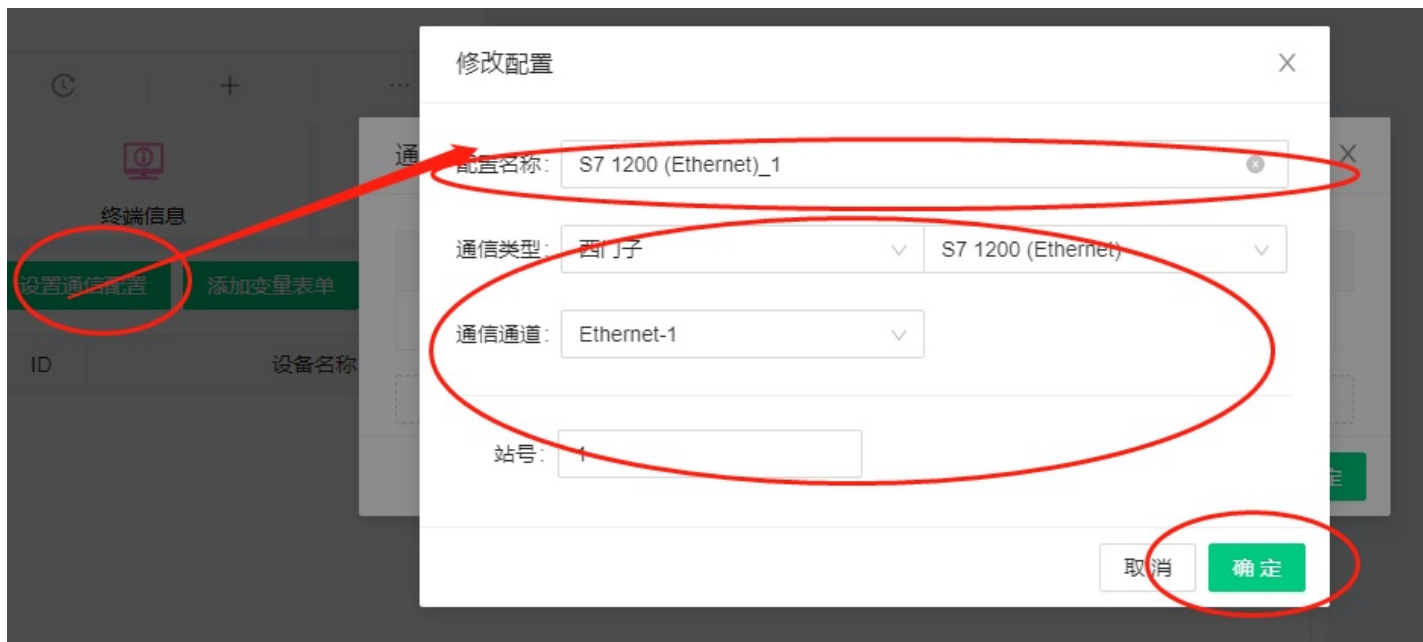 修改配置
通
配置名称: S7 1200 (Ethernet)_1
终端信息
通信类型: 西门子 S7 1200 (Ethernet)
设置通信配置 添加变量表单
通信通道: Ethernet-1
ID 设备名称
站号: 1
定
取消 确定